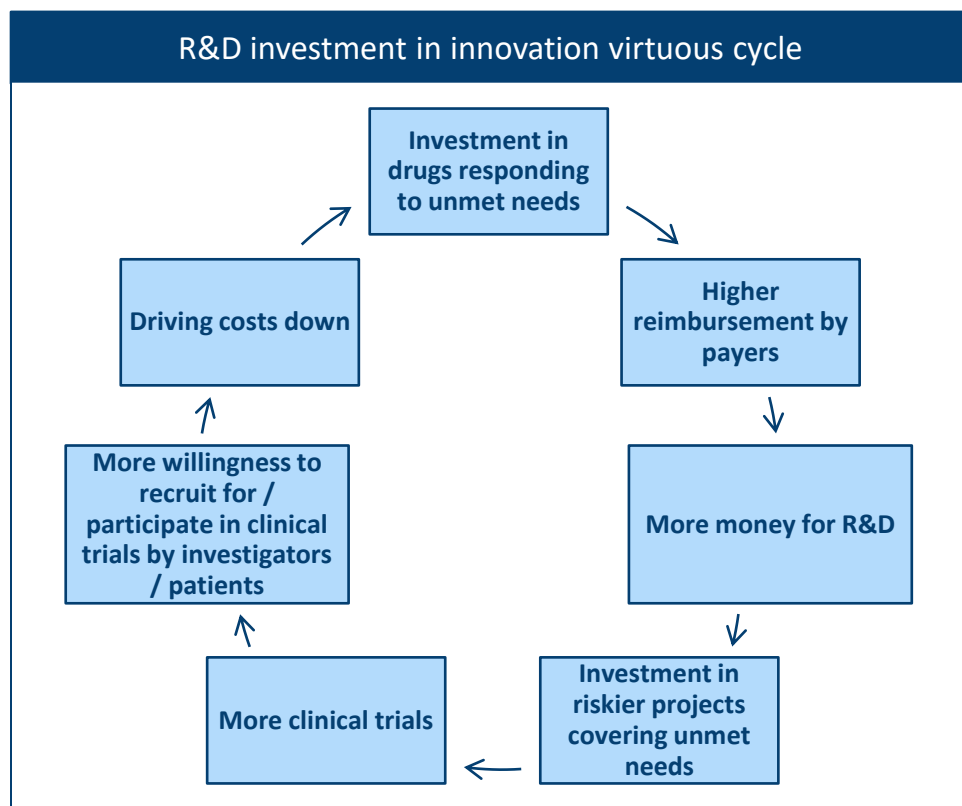 R&D investment in innovation virtuous cycle
Investment in
drugs responding
to unmet needs
Higher
reimbursement by
payers
More money for R&D
Investment in
riskier projects
covering unmet
needs
More clinical trials
More willingness to
recruit for /
participate in clinical
trials by investigators
/ patients
Driving costs down